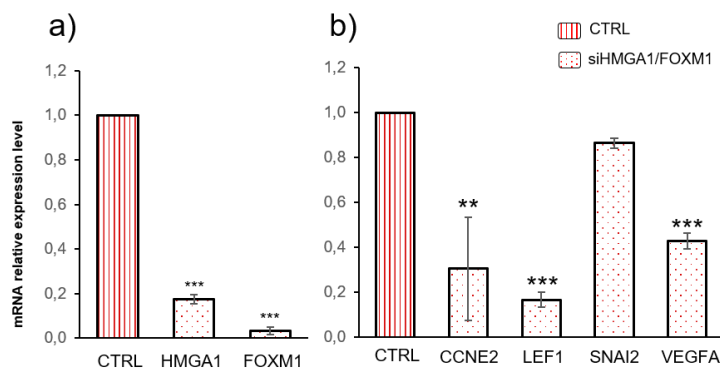 a)
mRNA relative expression level
1,2
1,0
0,8
0,6
0,4
0,2
0,0
***
***
CTRL HMGA1 FOXM1
b)
CTRL
siHMGA1/FOXM1
1,2
1,0
0,8
0,6
0,4
0,2
0,0
**
***
***
CTRL CCNE2 LEF1 SNAI2 VEGFA